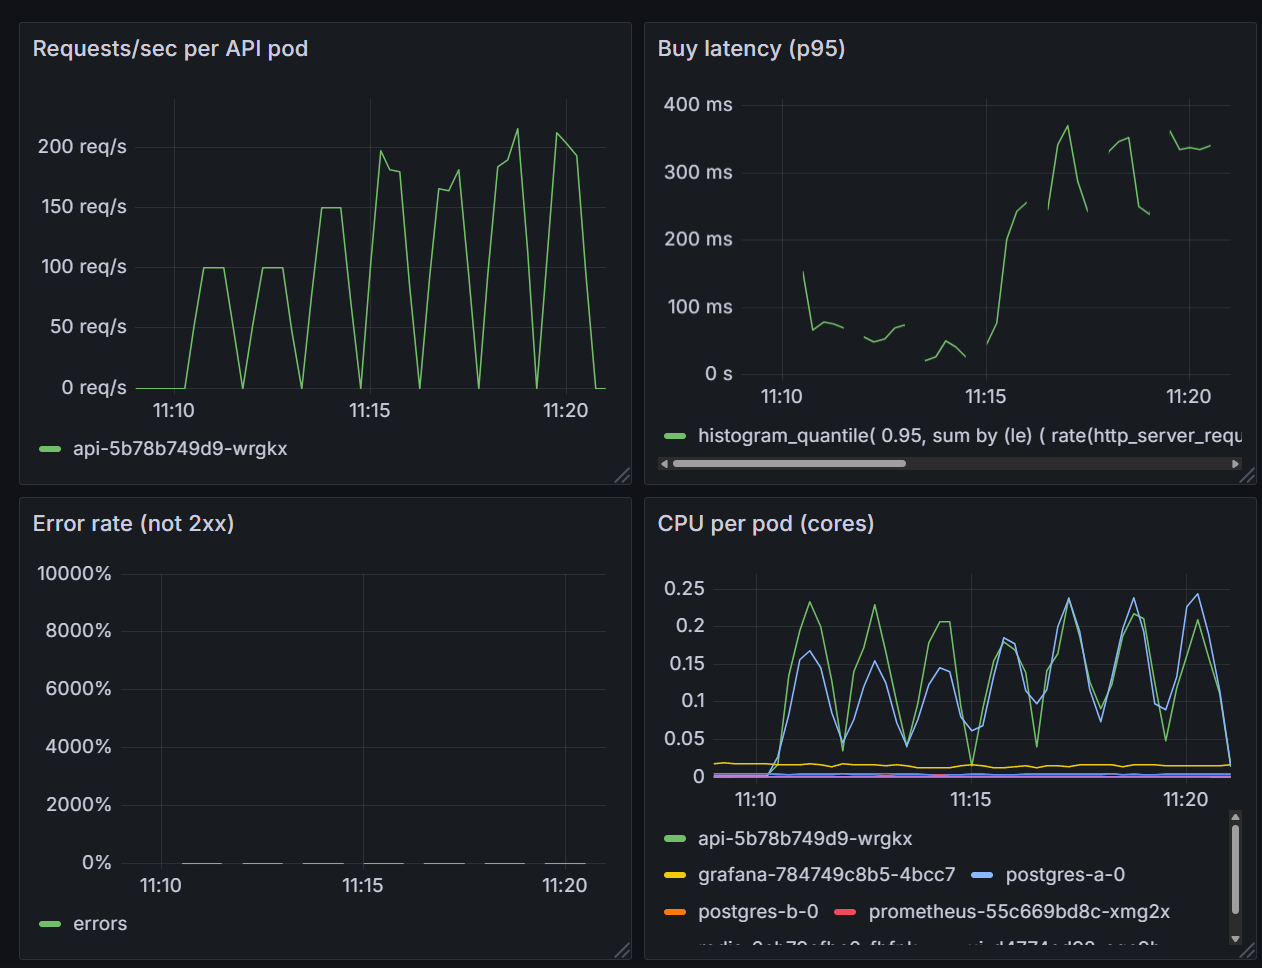 Requests/sec per API pod
200 req/s
150 req/s
100 req/s
50 req/s
0 req/s
11:10 11:15 11:20
api-5b78b749d9-wrgkx
Buy latency (p95)
400 ms
300 ms
200 ms
100 ms
0 s
11:10 11:15 11:20
histogram_quantile( 0.95, sum by (le) ( rate(http_server_requ
Error rate (not 2xx)
10000%
8000%
6000%
4000%
2000%
0%
11:10 11:15 11:20
errors
CPU per pod (cores)
0.25
0.2
0.15
0.1
0.05
0
11:10 11:15 11:20
api-5b78b749d9-wrgkx
grafana-784749c8b5-4bcc7 postgres-a-0
postgres-b-0 prometheus-55c669bd8c-xmg2x